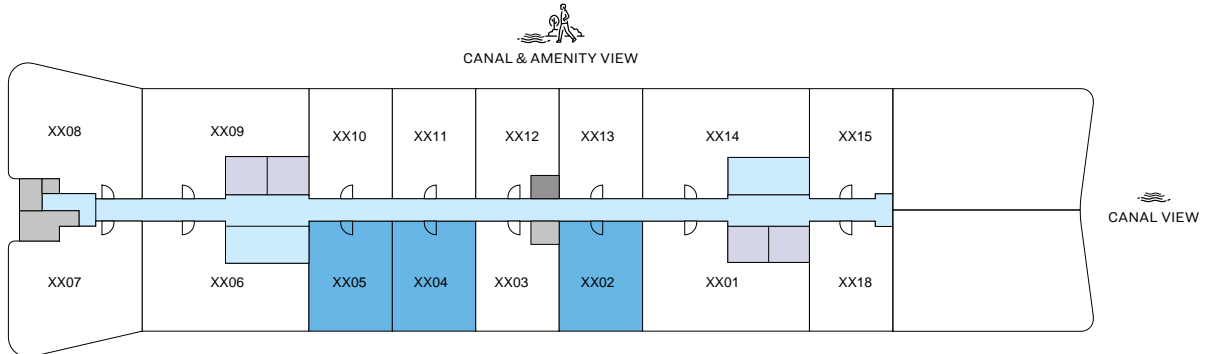 CANAL & AMENITY VIEW
XX08
XX09
XX10
XX11
XX12
XX13
XX14
XX15
CANAL VIEW
XX07
XX06
XX05
XX04
XX03
XX02
XX01
XX18